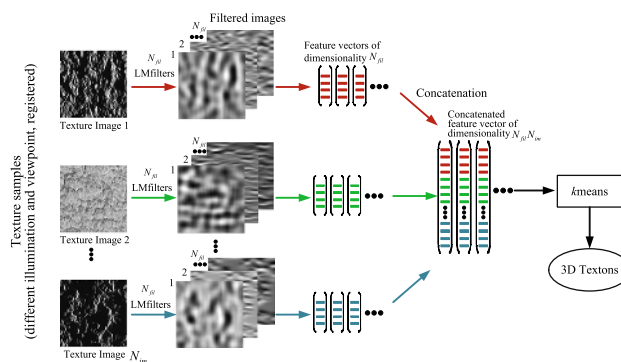 Filtered images
N_fil
2
1
N_fil
LMfilters
Feature vectors of
dimensionality N_fil
Concatenation
Texture Image 1
Texture samples
(different illumination and viewpoint, registered)
Concatenated
feature vector of
dimensionality N_fil N_im
N_fil
2
1
N_fil
LMfilters
Texture Image 2
kmeans
N_fil
2
1
N_fil
LMfilters
3D Textons
Texture Image N_im